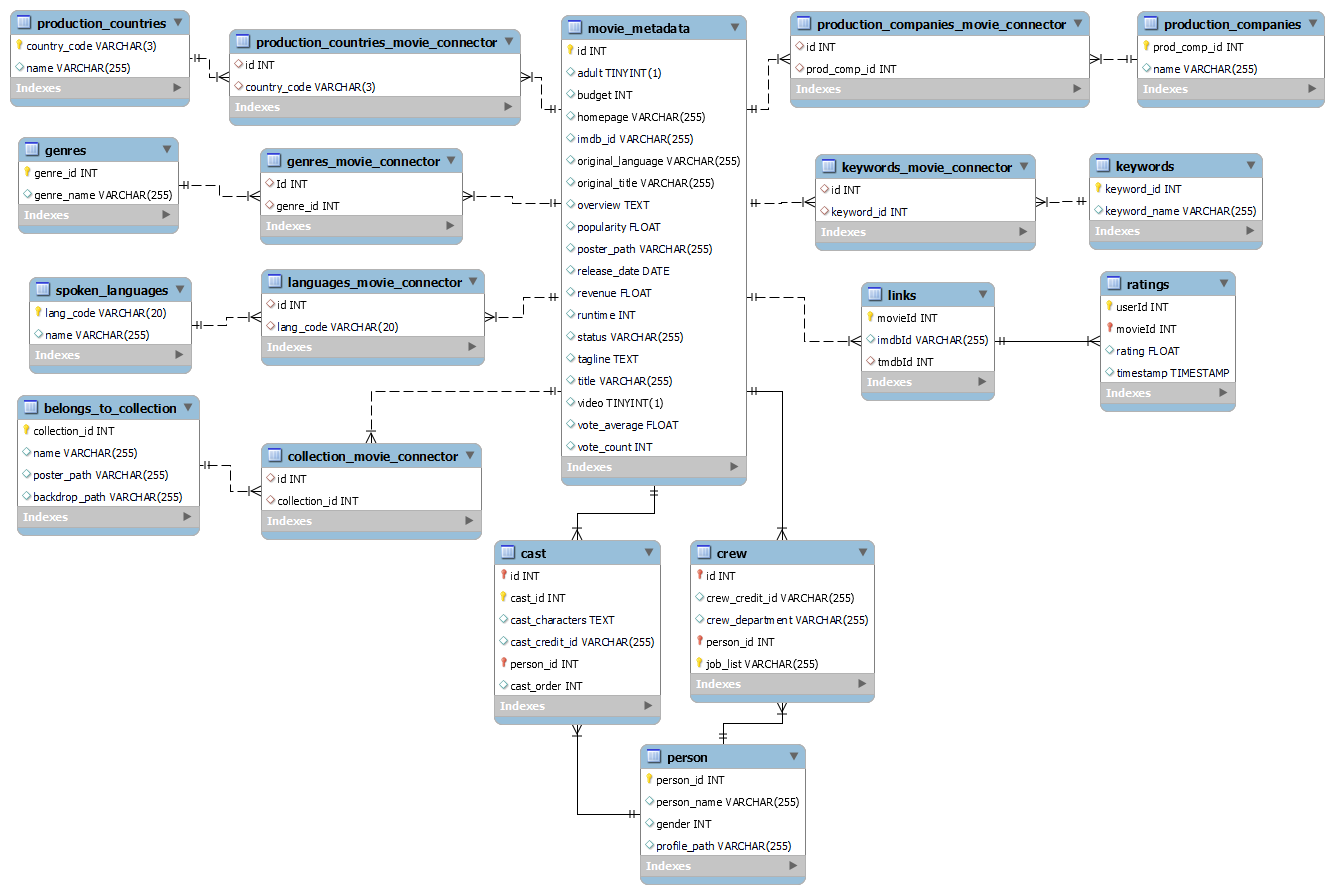 production_countries
country_code VARCHAR(3)
name VARCHAR(255)
Indexes
production_countries_movie_connector
id INT
country_code VARCHAR(3)
Indexes
movie_metadata
id INT
adult TINYINT(1)
budget INT
homepage VARCHAR(255)
imdb_id VARCHAR(255)
original_language VARCHAR(255)
original_title VARCHAR(255)
overview TEXT
popularity FLOAT
poster_path VARCHAR(255)
release_date DATE
revenue FLOAT
runtime INT
status VARCHAR(255)
tagline TEXT
title VARCHAR(255)
video TINYINT(1)
vote_average FLOAT
vote_count INT
Indexes
production_companies_movie_connector
id INT
prod_comp_id INT
Indexes
production_companies
prod_comp_id INT
name VARCHAR(255)
Indexes
genres
genre_id INT
genre_name VARCHAR(255)
Indexes
genres_movie_connector
Id INT
genre_id INT
Indexes
keywords_movie_connector
id INT
keyword_id INT
Indexes
keywords
keyword_id INT
keyword_name VARCHAR(255)
Indexes
spoken_languages
lang_code VARCHAR(20)
name VARCHAR(255)
Indexes
languages_movie_connector
id INT
lang_code VARCHAR(20)
Indexes
links
movieId INT
imdbId VARCHAR(255)
tmdbId INT
Indexes
ratings
userId INT
movieId INT
rating FLOAT
timestamp TIMESTAMP
Indexes
belongs_to_collection
collection_id INT
name VARCHAR(255)
poster_path VARCHAR(255)
backdrop_path VARCHAR(255)
Indexes
collection_movie_connector
id INT
collection_id INT
Indexes
cast
id INT
cast_id INT
cast_characters TEXT
cast_credit_id VARCHAR(255)
person_id INT
cast_order INT
Indexes
crew
id INT
crew_credit_id VARCHAR(255)
crew_department VARCHAR(255)
person_id INT
job_list VARCHAR(255)
Indexes
person
person_id INT
person_name VARCHAR(255)
gender INT
profile_path VARCHAR(255)
Indexes